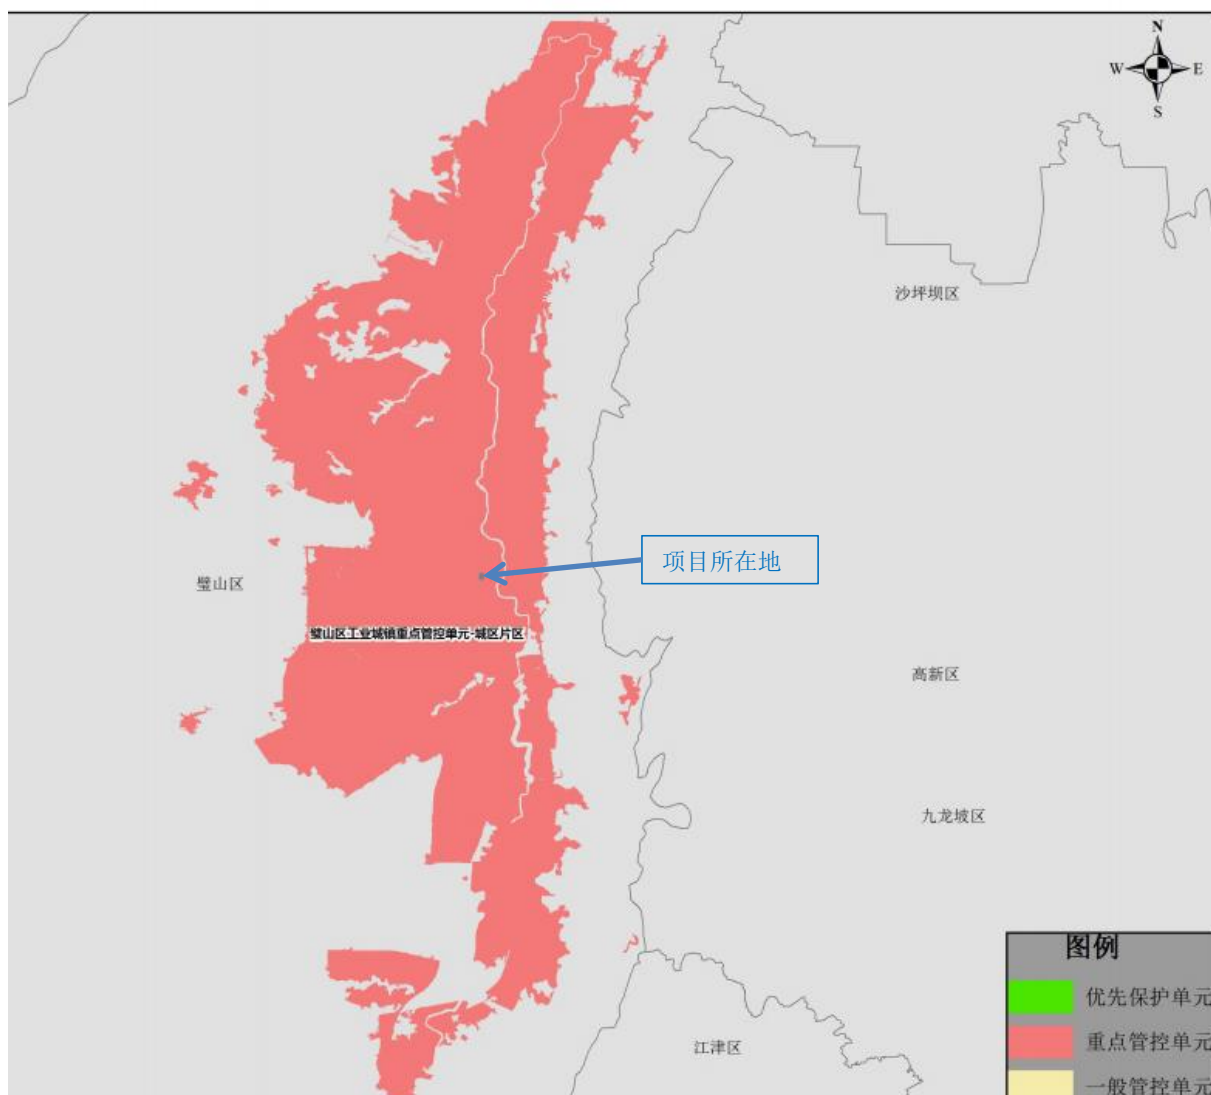 N
W
E
S
沙坪坝区
项目所在地
璧山区
璧山区工业城镇重点管控单元-城区片区
高新区
九龙坡区
江津区
图例
优先保护单元
重点管控单元
一般管控单元